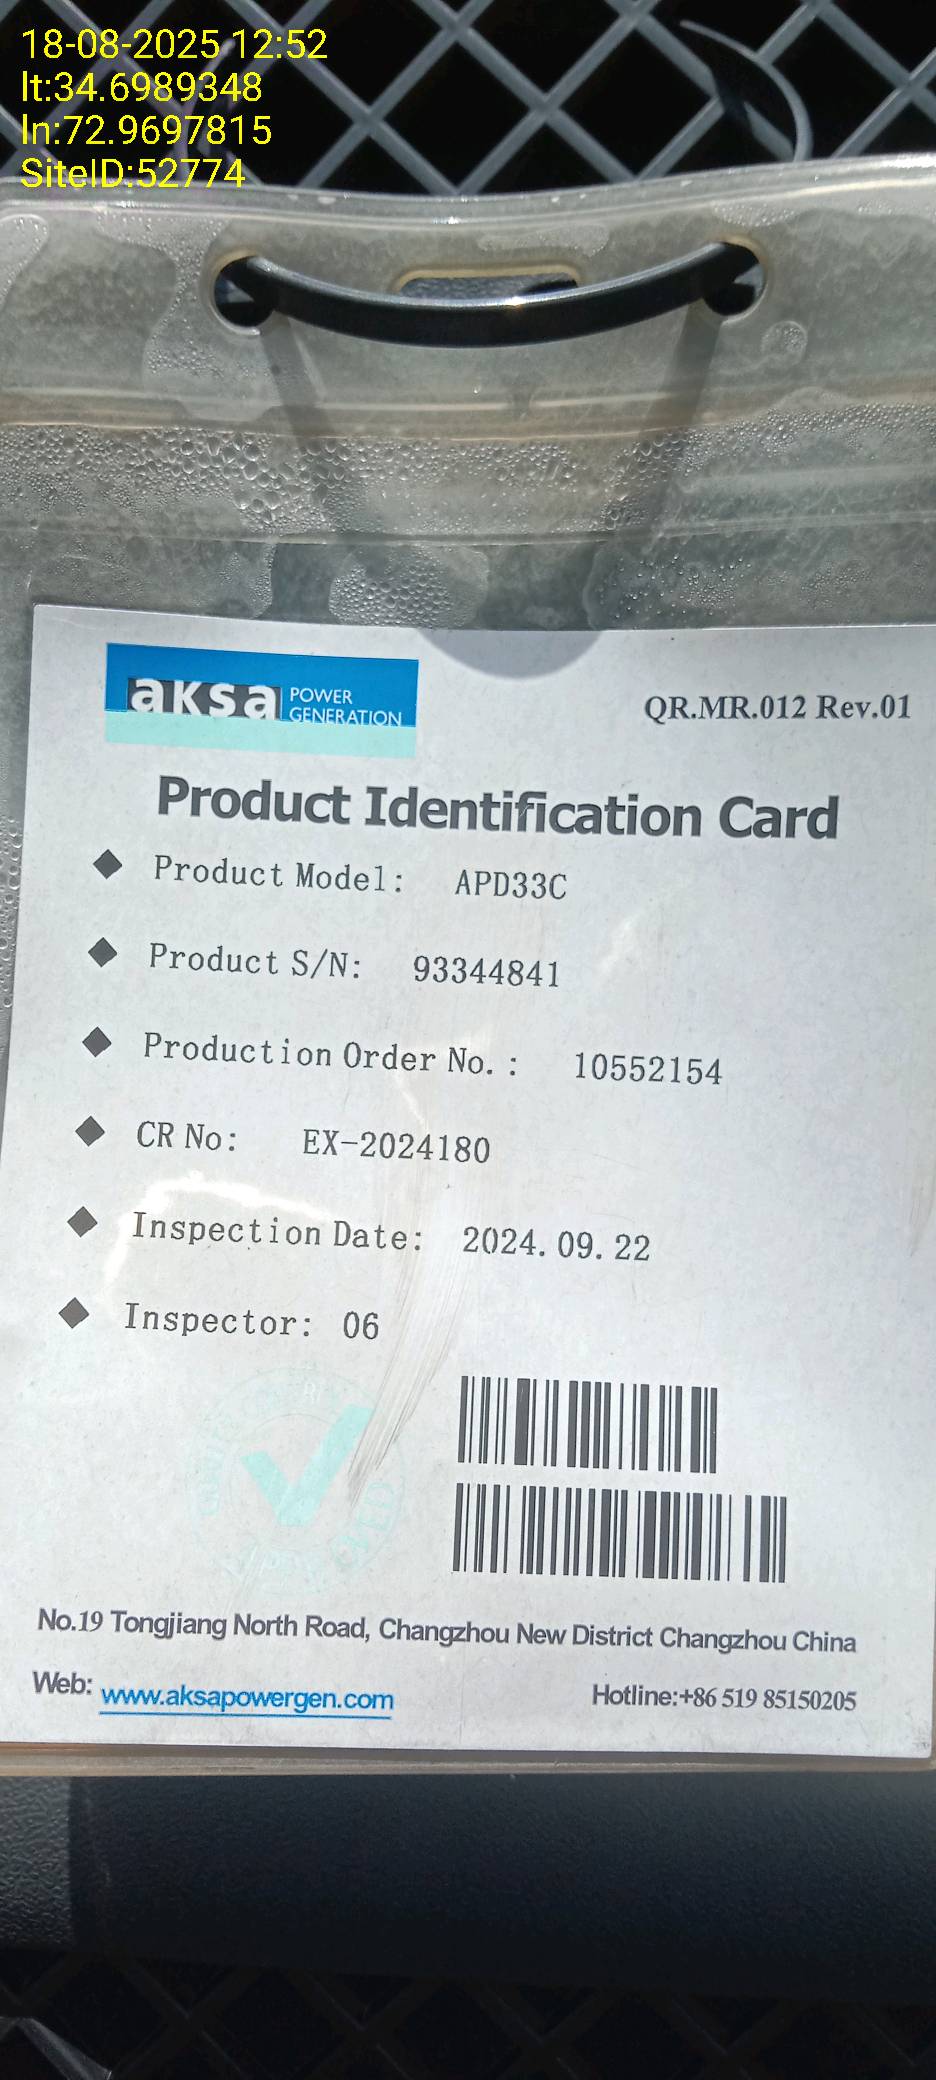 18-08-2025 12:52
lt:34.6989348
ln:72.9697815
SiteID:52774
aksa POWER GENERATION
QR.MR.012 Rev.01
Product Identification Card
◆ Product Model: APD33C
◆ Product S/N: 93344841
◆ Production Order No.: 10552154
◆ CR No: EX-2024180
◆ Inspection Date: 2024.09.22
◆ Inspector: 06
No.19 Tongjiang North Road, Changzhou New District Changzhou China
Web: www.aksapowergen.com
Hotline:+86 519 85150205